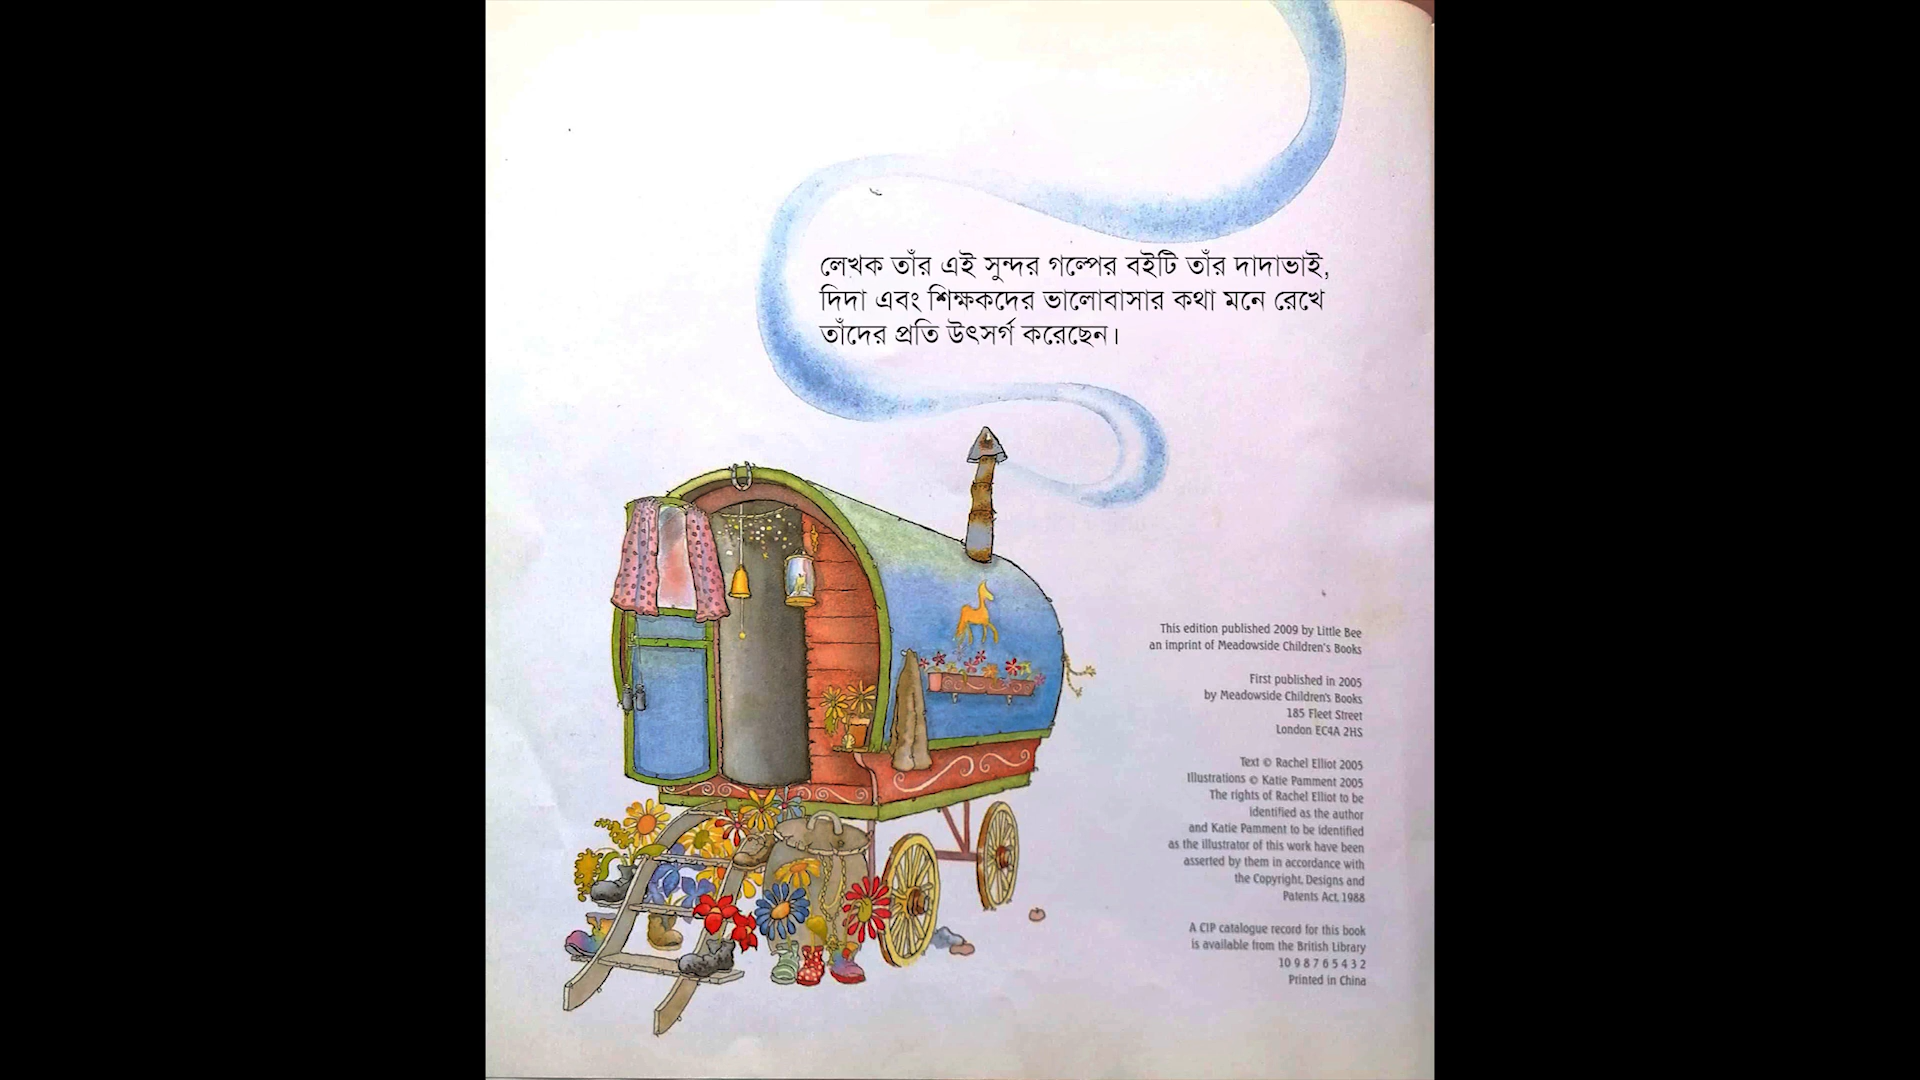 লেখক তাঁর এই সুন্দর গল্পের বইটি তাঁর দাদাভাই,
দিদা এবং শিক্ষকদের ভালোবাসার কথা মনে রেখে
তাঁদের প্রতি উৎসর্গ করেছেন।
This edition published 2009 by Little Bee
an imprint of Meadowside Children's Books
First published in 2005
by Meadowside Children's Books
185 Fleet Street
London EC4A 2HS
Text © Rachel Elliot 2005
Illustrations © Katie Pamment 2005
The rights of Rachel Elliot to be
identified as the author
and Katie Pamment to be identified
as the illustrator of this work have been
asserted by them in accordance with
the Copyright, Designs and
Patents Act, 1988
A CIP catalogue record for this book
is available from the British Library
10 9 8 7 6 5 4 3 2
Printed in China